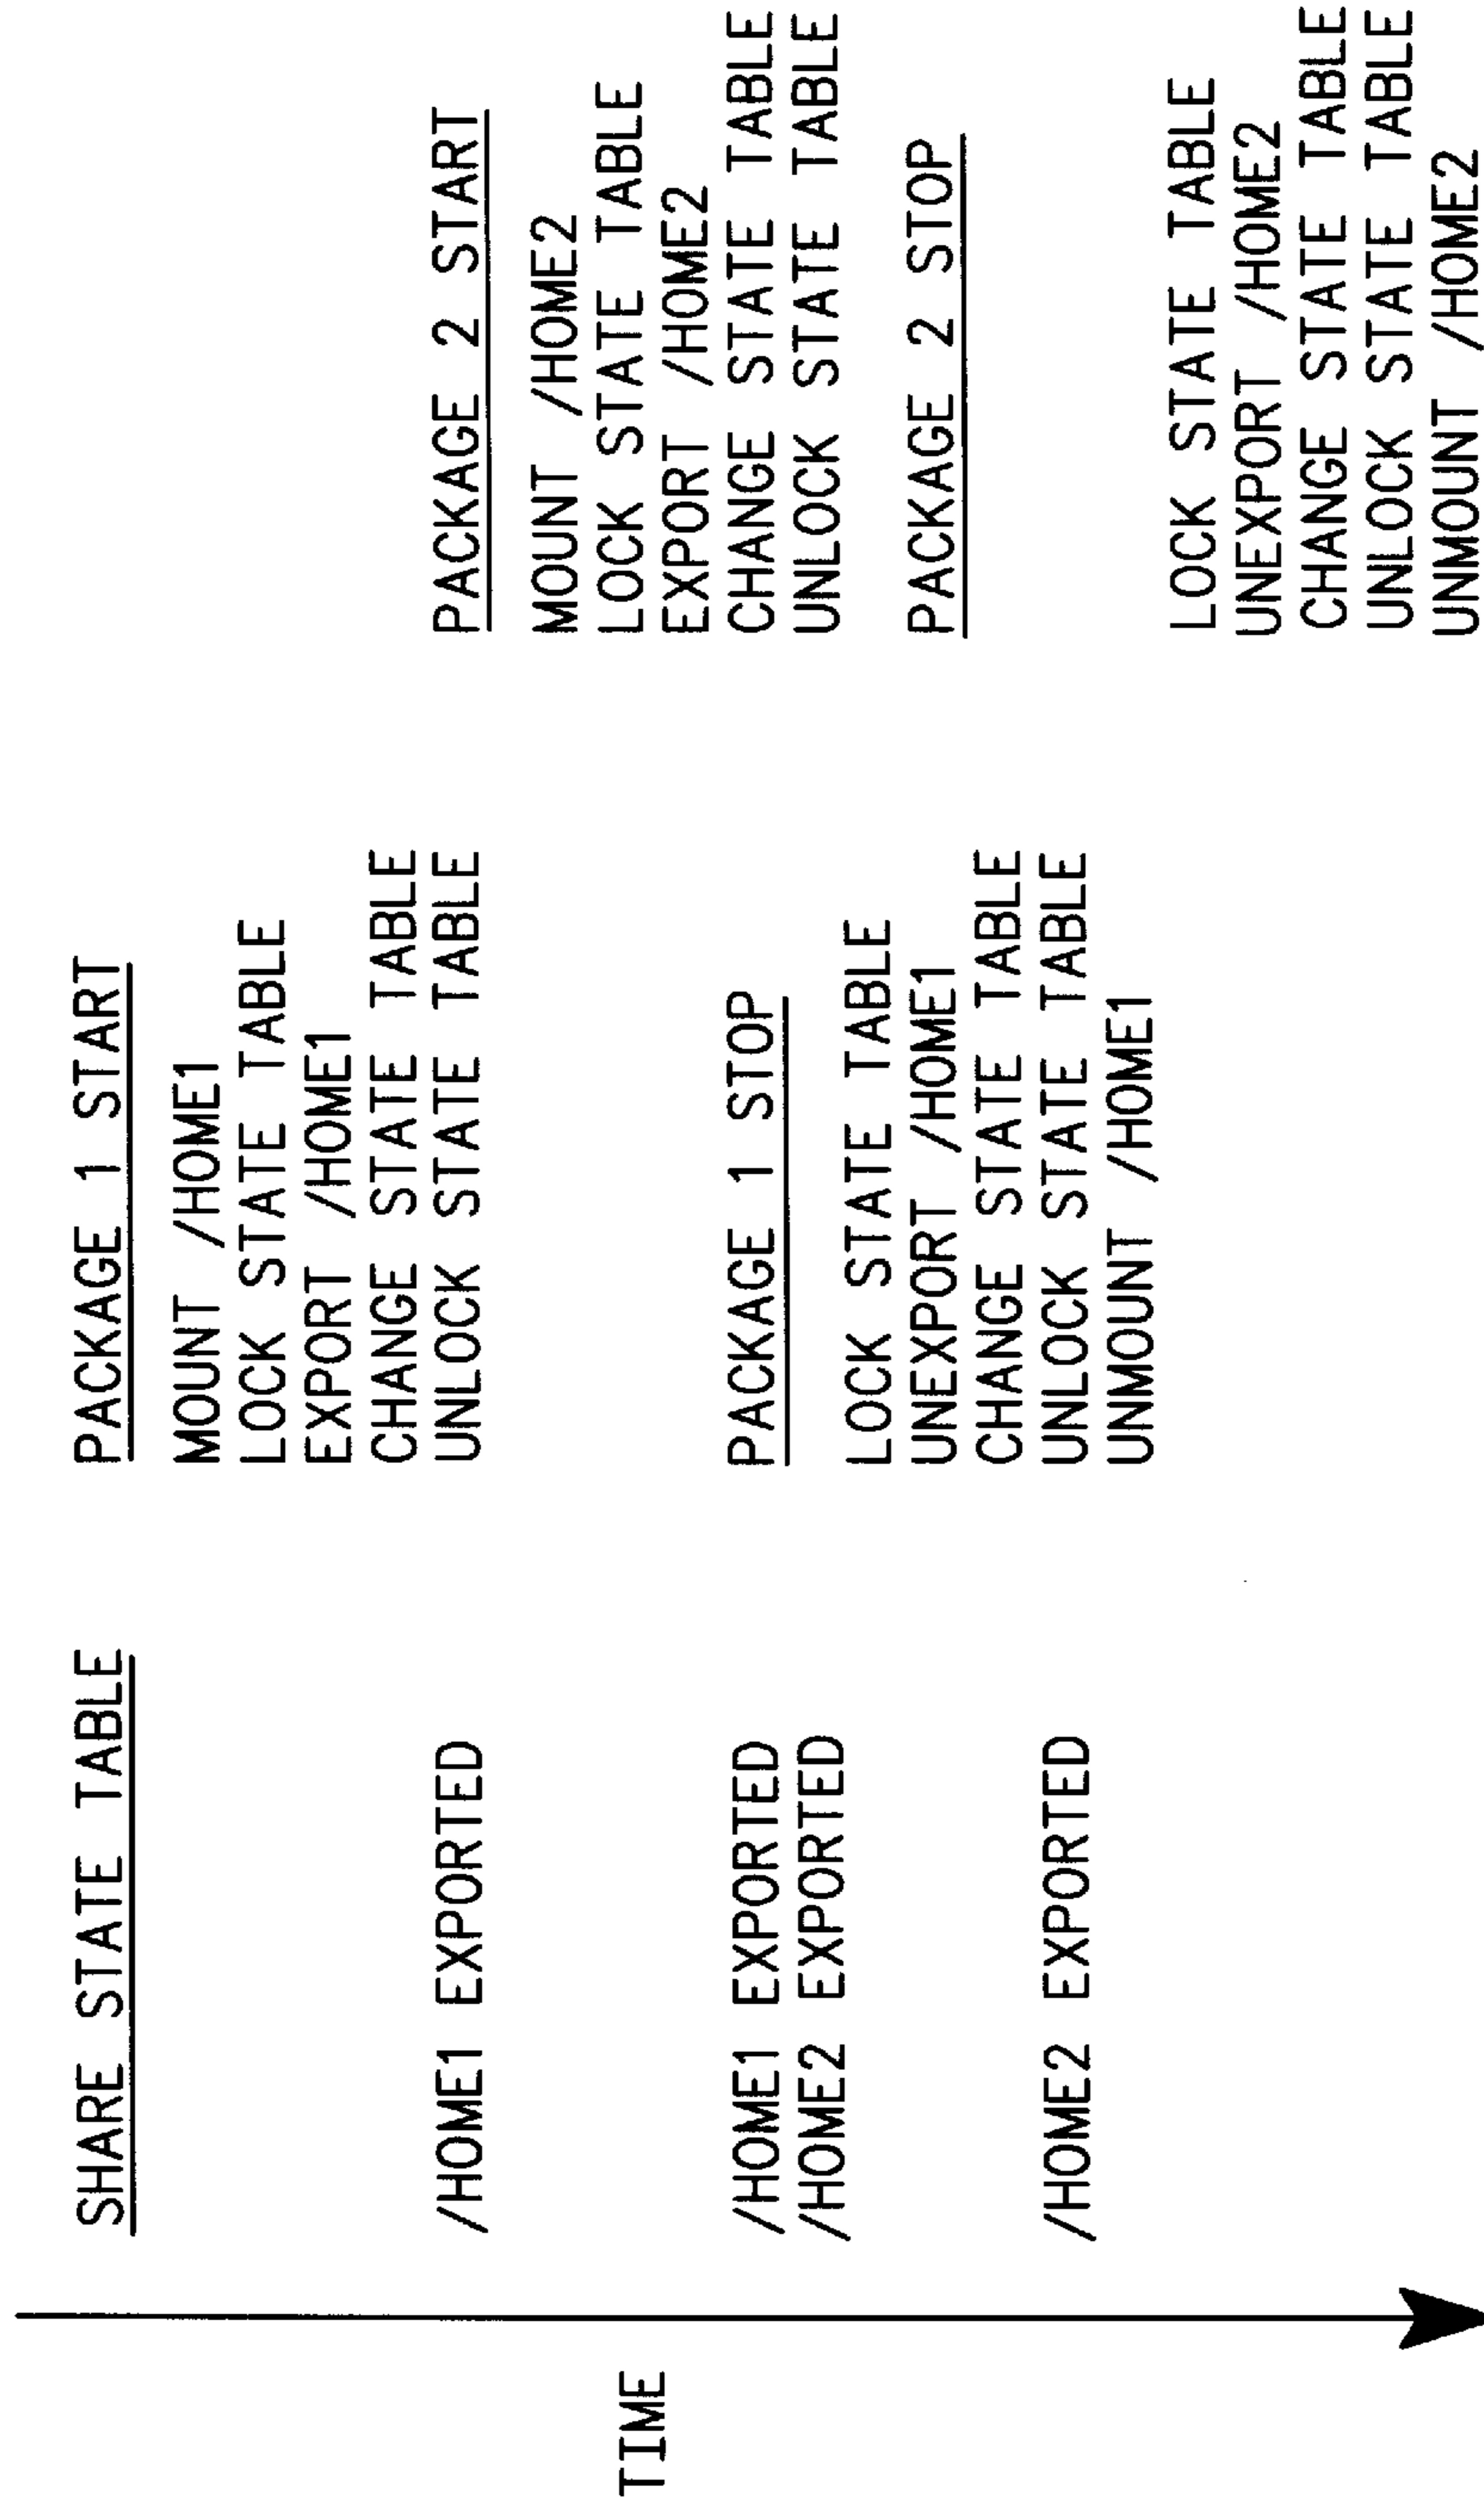 TIME
SHARE STATE TABLE
/HOME1 EXPORTED
/HOME1 EXPORTED
/HOME2 EXPORTED
/HOME2 EXPORTED
PACKAGE 1 START
MOUNT /HOME1
LOCK STATE TABLE
EXPORT /HOME1
CHANGE STATE TABLE
UNLOCK STATE TABLE
PACKAGE 1 STOP
LOCK STATE TABLE
UNEXPORT /HOME1
CHANGE STATE TABLE
UNLOCK STATE TABLE
UNMOUNT /HOME1
PACKAGE 2 START
MOUNT /HOME2
LOCK STATE TABLE
EXPORT /HOME2
CHANGE STATE TABLE
UNLOCK STATE TABLE
PACKAGE 2 STOP
LOCK STATE TABLE
UNEXPORT /HOME2
CHANGE STATE TABLE
UNLOCK STATE TABLE
UNMOUNT /HOME2